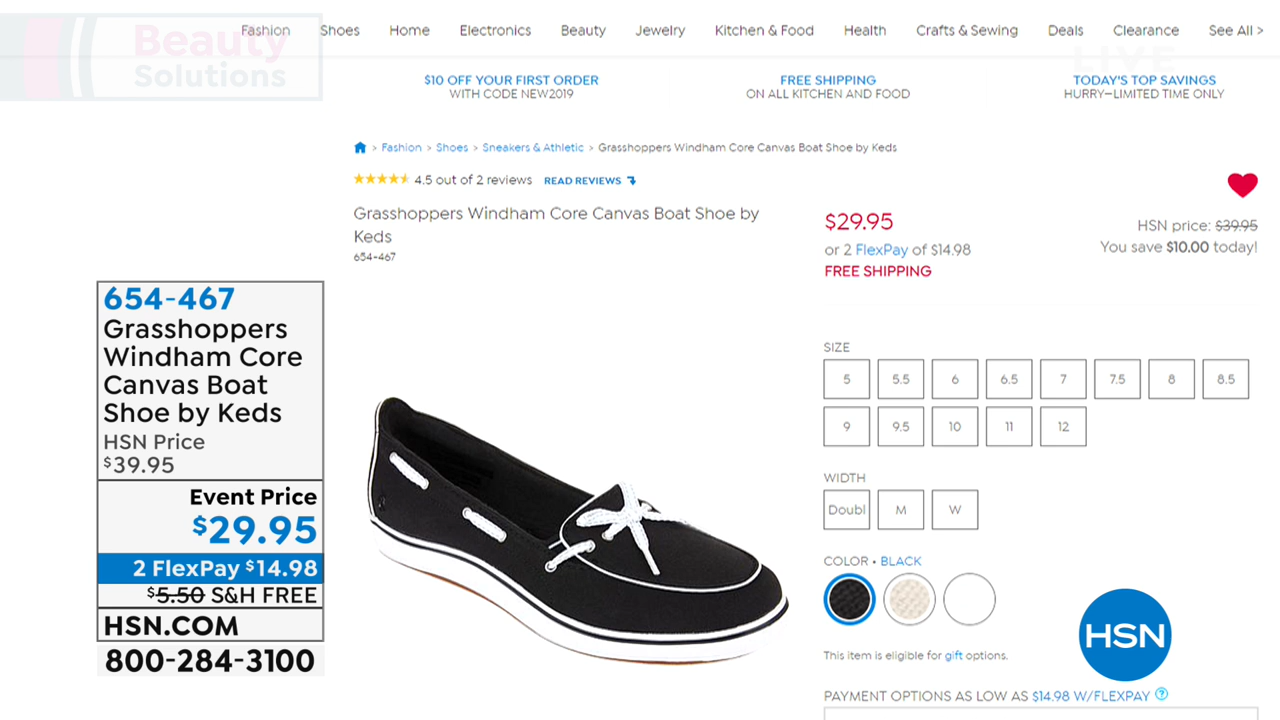 Beauty
Solutions
Fashion
Shoes
Home
Electronics
Beauty
Jewelry
Kitchen & Food
Health
Crafts & Sewing
Deals
Clearance
See All >
LIVE
$10 OFF YOUR FIRST ORDER
WITH CODE NEW2019
FREE SHIPPING
ON ALL KITCHEN AND FOOD
TODAY'S TOP SAVINGS
HURRY—LIMITED TIME ONLY
> Fashion > Shoes > Sneakers & Athletic > Grasshoppers Windham Core Canvas Boat Shoe by Keds
4.5 out of 2 reviews READ REVIEWS
Grasshoppers Windham Core Canvas Boat Shoe by
Keds
654-467
$29.95
or 2 FlexPay of $14.98
FREE SHIPPING
HSN price: $39.95
You save $10.00 today!
654-467
Grasshoppers
Windham Core
Canvas Boat
Shoe by Keds
HSN Price
$39.95
Event Price
$29.95
2 FlexPay $14.98
$5.50 S&H FREE
HSN.COM
800-284-3100
SIZE
5 5.5 6 6.5 7 7.5 8 8.5
9 9.5 10 11 12
WIDTH
Doubl M W
COLOR • BLACK
This item is eligible for gift options.
PAYMENT OPTIONS AS LOW AS $14.98 W/FLEXPAY ?
HSN